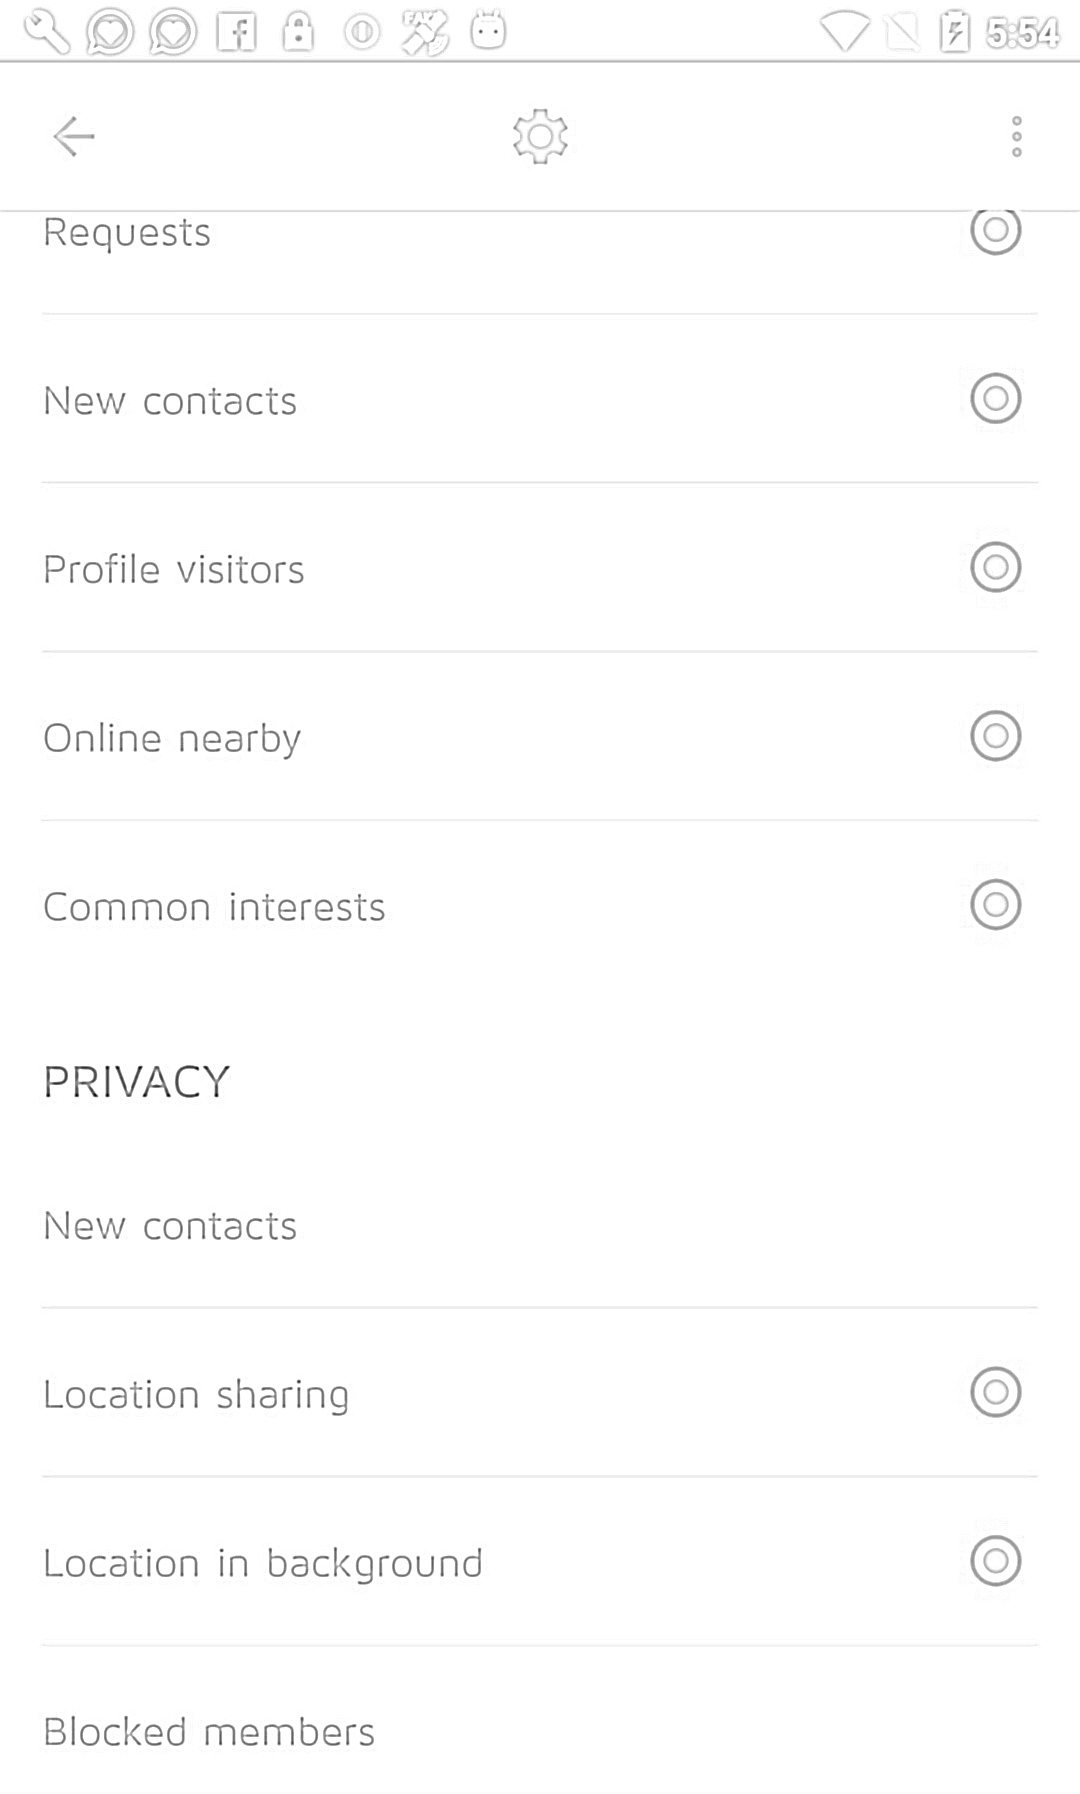 5:54
Requests
New contacts
Profile visitors
Online nearby
Common interests
PRIVACY
New contacts
Location sharing
Location in background
Blocked members